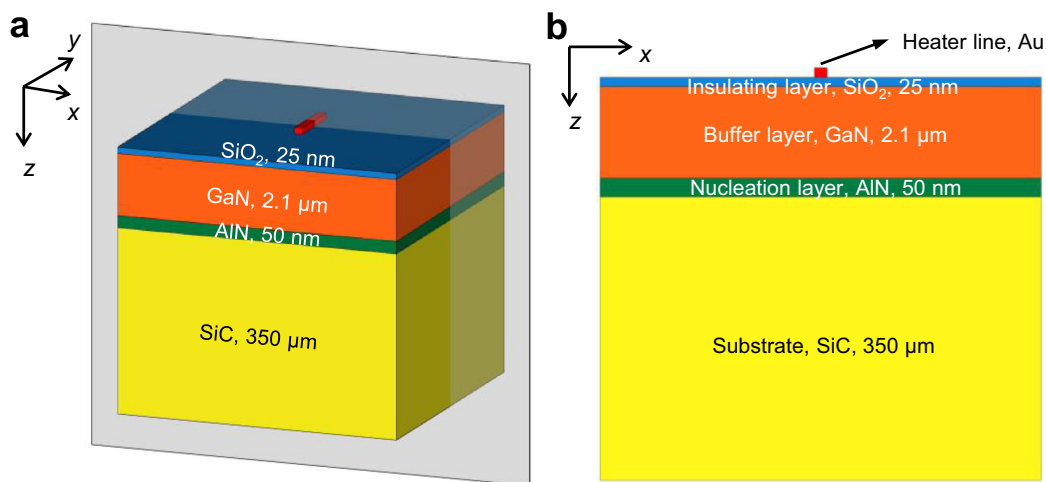 a
y
x
z
SiO₂, 25 nm
GaN, 2.1 µm
AlN, 50 nm
SiC, 350 µm
b
x
z
Heater line, Au
Insulating layer, SiO₂, 25 nm
Buffer layer, GaN, 2.1 µm
Nucleation layer, AlN, 50 nm
Substrate, SiC, 350 µm